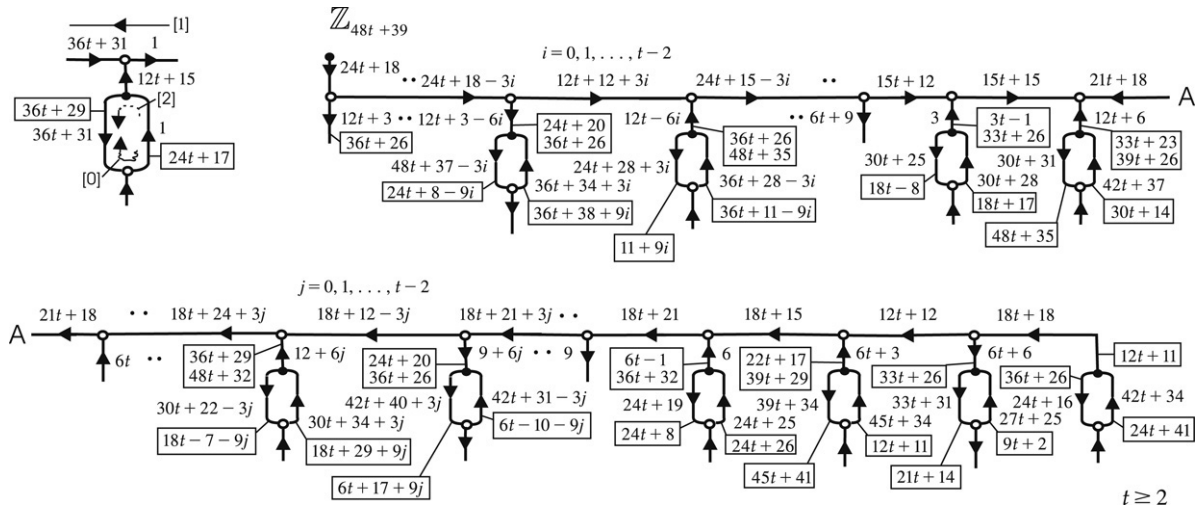 [1]
36t + 31 1
12t + 15
36t + 29
[2]
36t + 31
1
24t + 17
[0]
ℤ48t + 39
i = 0, 1, . . . , t − 2
24t + 18
24t + 18 − 3i
12t + 12 + 3i
24t + 15 − 3i
15t + 12
15t + 15
21t + 18
A
12t + 3
36t + 26
12t + 3 − 6i
24t + 20
36t + 26
48t + 37 − 3i
24t + 8 − 9i
36t + 34 + 3i
36t + 38 + 9i
12t − 6i
36t + 26
48t + 35
24t + 28 + 3i
36t + 28 − 3i
11 + 9i
36t + 11 − 9i
6t + 9
3
3t − 1
33t + 26
30t + 25
18t − 8
30t + 28
18t + 17
12t + 6
33t + 23
39t + 26
30t + 31
42t + 37
48t + 35
30t + 14
j = 0, 1, . . . , t − 2
A
21t + 18
18t + 24 + 3j
18t + 12 − 3j
18t + 21 + 3j
18t + 21
18t + 15
12t + 12
18t + 18
6t
36t + 29
48t + 32
12 + 6j
30t + 22 − 3j
18t − 7 − 9j
30t + 34 + 3j
18t + 29 + 9j
24t + 20
36t + 26
9 + 6j
42t + 40 + 3j
42t + 31 − 3j
6t − 10 − 9j
6t + 17 + 9j
9
6t − 1
36t + 32
6
24t + 19
24t + 8
24t + 25
24t + 26
22t + 17
39t + 29
6t + 3
39t + 34
45t + 34
12t + 11
45t + 41
6t + 6
33t + 26
33t + 31
27t + 25
9t + 2
21t + 14
12t + 11
36t + 26
24t + 16
42t + 34
24t + 41
t ≥ 2